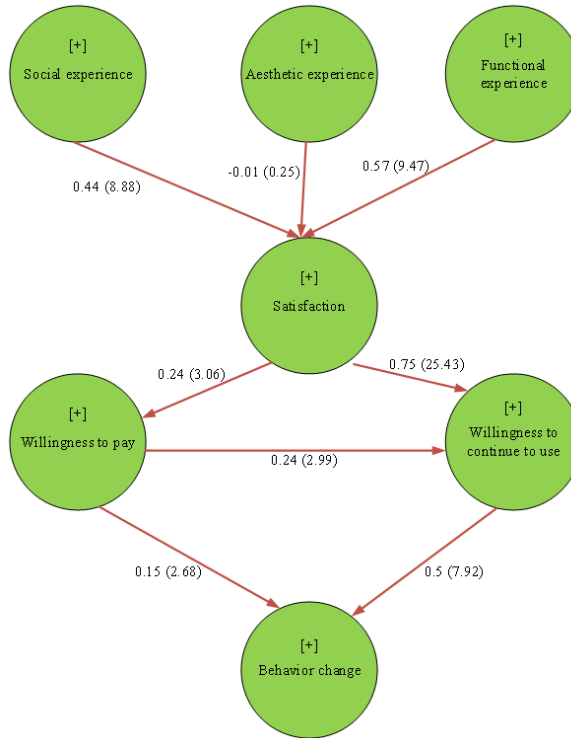 [+]
Social experience
[+]
Aesthetic experience
[+]
Functional
experience
0.44 (8.88)
-0.01 (0.25)
0.57 (9.47)
[+]
Satisfaction
0.24 (3.06)
0.75 (25.43)
[+]
Willingness to pay
[+]
Willingness to
continue to use
0.24 (2.99)
0.15 (2.68)
0.5 (7.92)
[+]
Behavior change